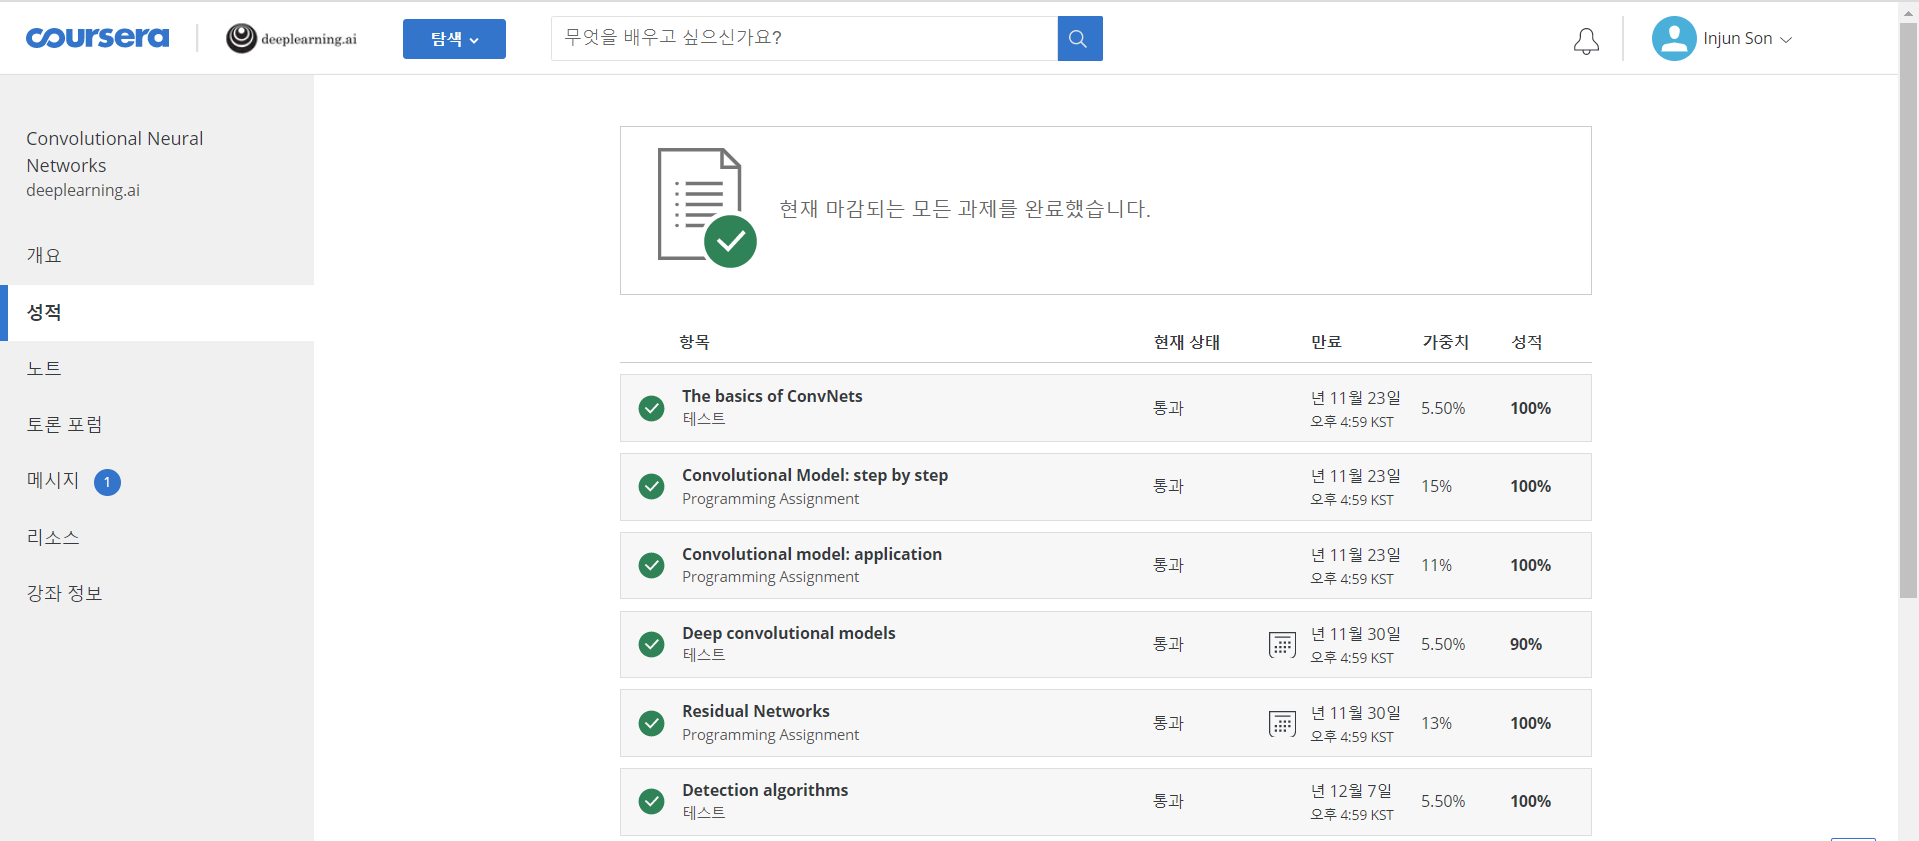 coursera
deeplearning.ai
탐색
무엇을 배우고 싶으신가요?
Injun Son
Convolutional Neural
Networks
deeplearning.ai
개요
성적
노트
토론 포럼
메시지 1
리소스
강좌 정보
현재 마감되는 모든 과제를 완료했습니다.
항목 현재 상태 만료 가중치 성적
The basics of ConvNets
테스트
통과
년 11월 23일
오후 4:59 KST
5.50%
100%
Convolutional Model: step by step
Programming Assignment
통과
년 11월 23일
오후 4:59 KST
15%
100%
Convolutional model: application
Programming Assignment
통과
년 11월 23일
오후 4:59 KST
11%
100%
Deep convolutional models
테스트
통과
년 11월 30일
오후 4:59 KST
5.50%
90%
Residual Networks
Programming Assignment
통과
년 11월 30일
오후 4:59 KST
13%
100%
Detection algorithms
테스트
통과
년 12월 7일
오후 4:59 KST
5.50%
100%